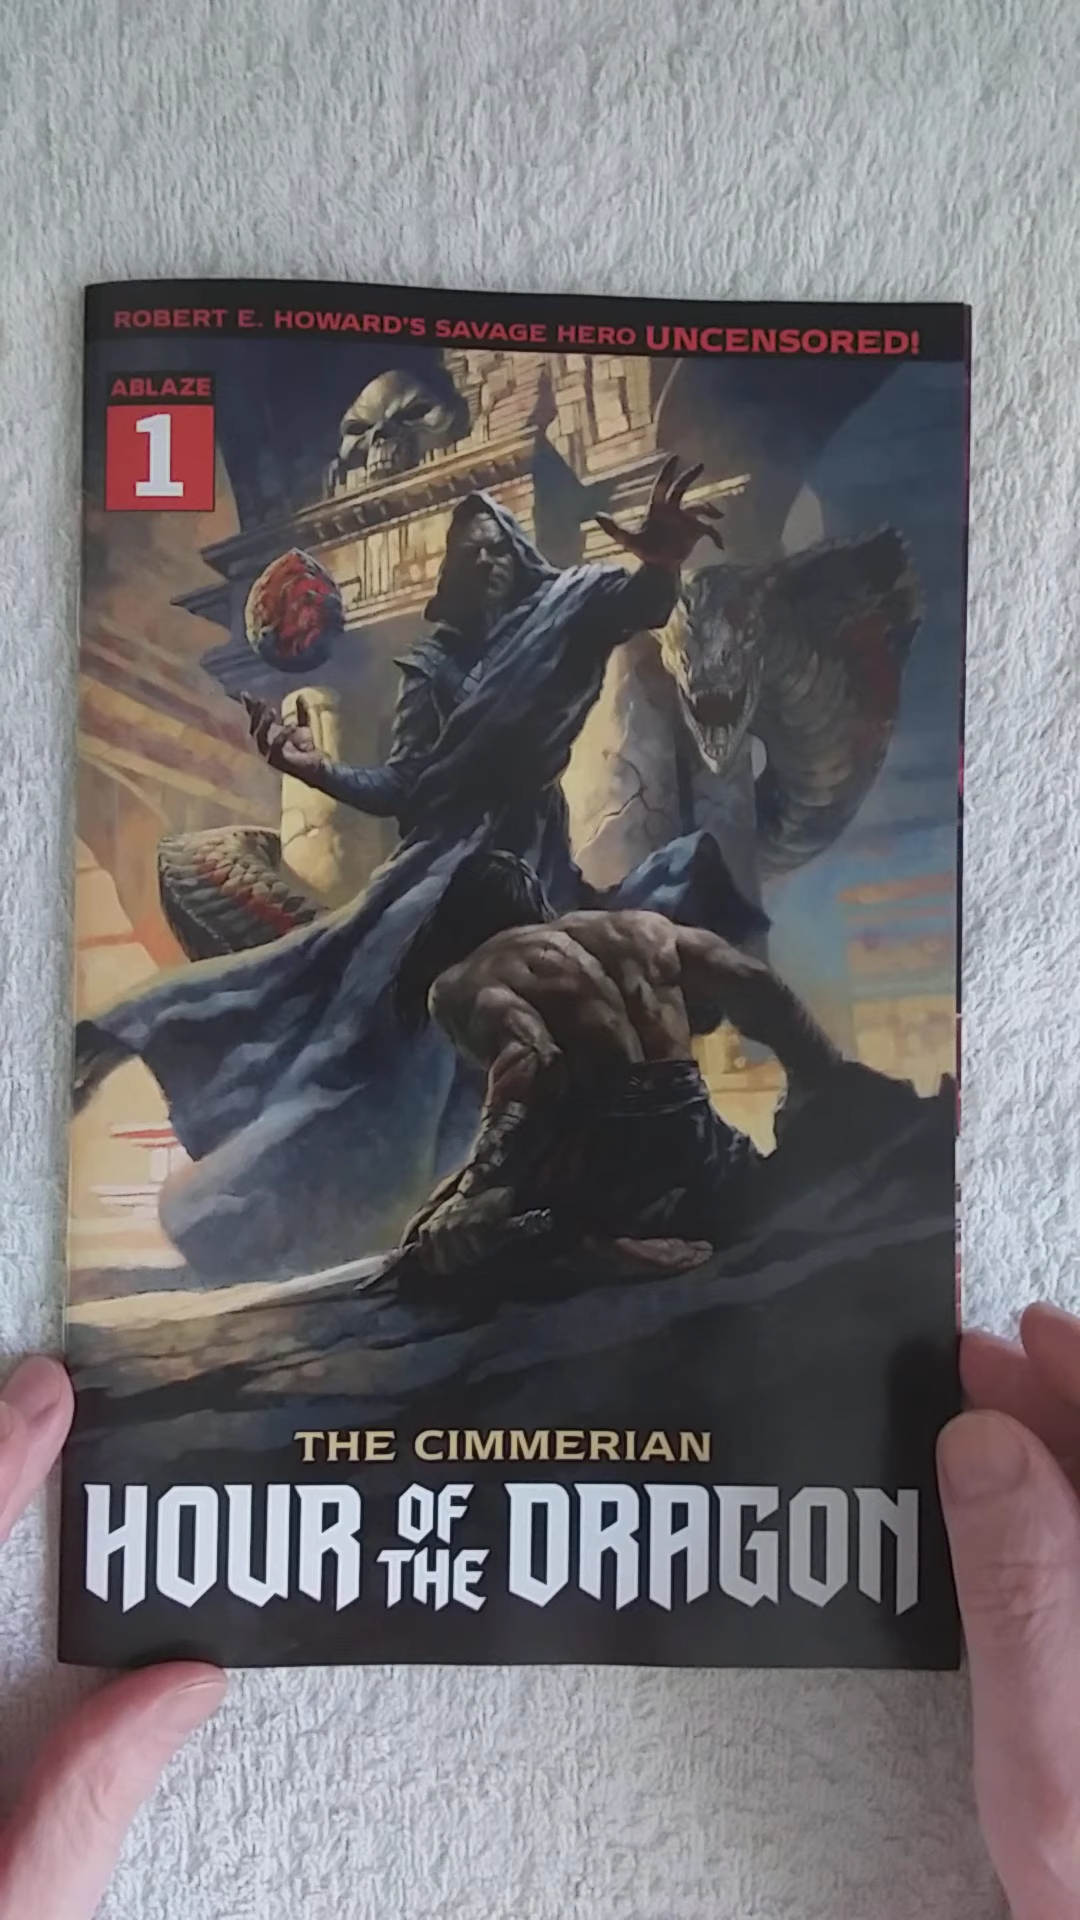 ROBERT E. HOWARD'S SAVAGE HERO UNCENSORED!
ABLAZE
1
THE CIMMERIAN
HOUR OF THE DRAGON